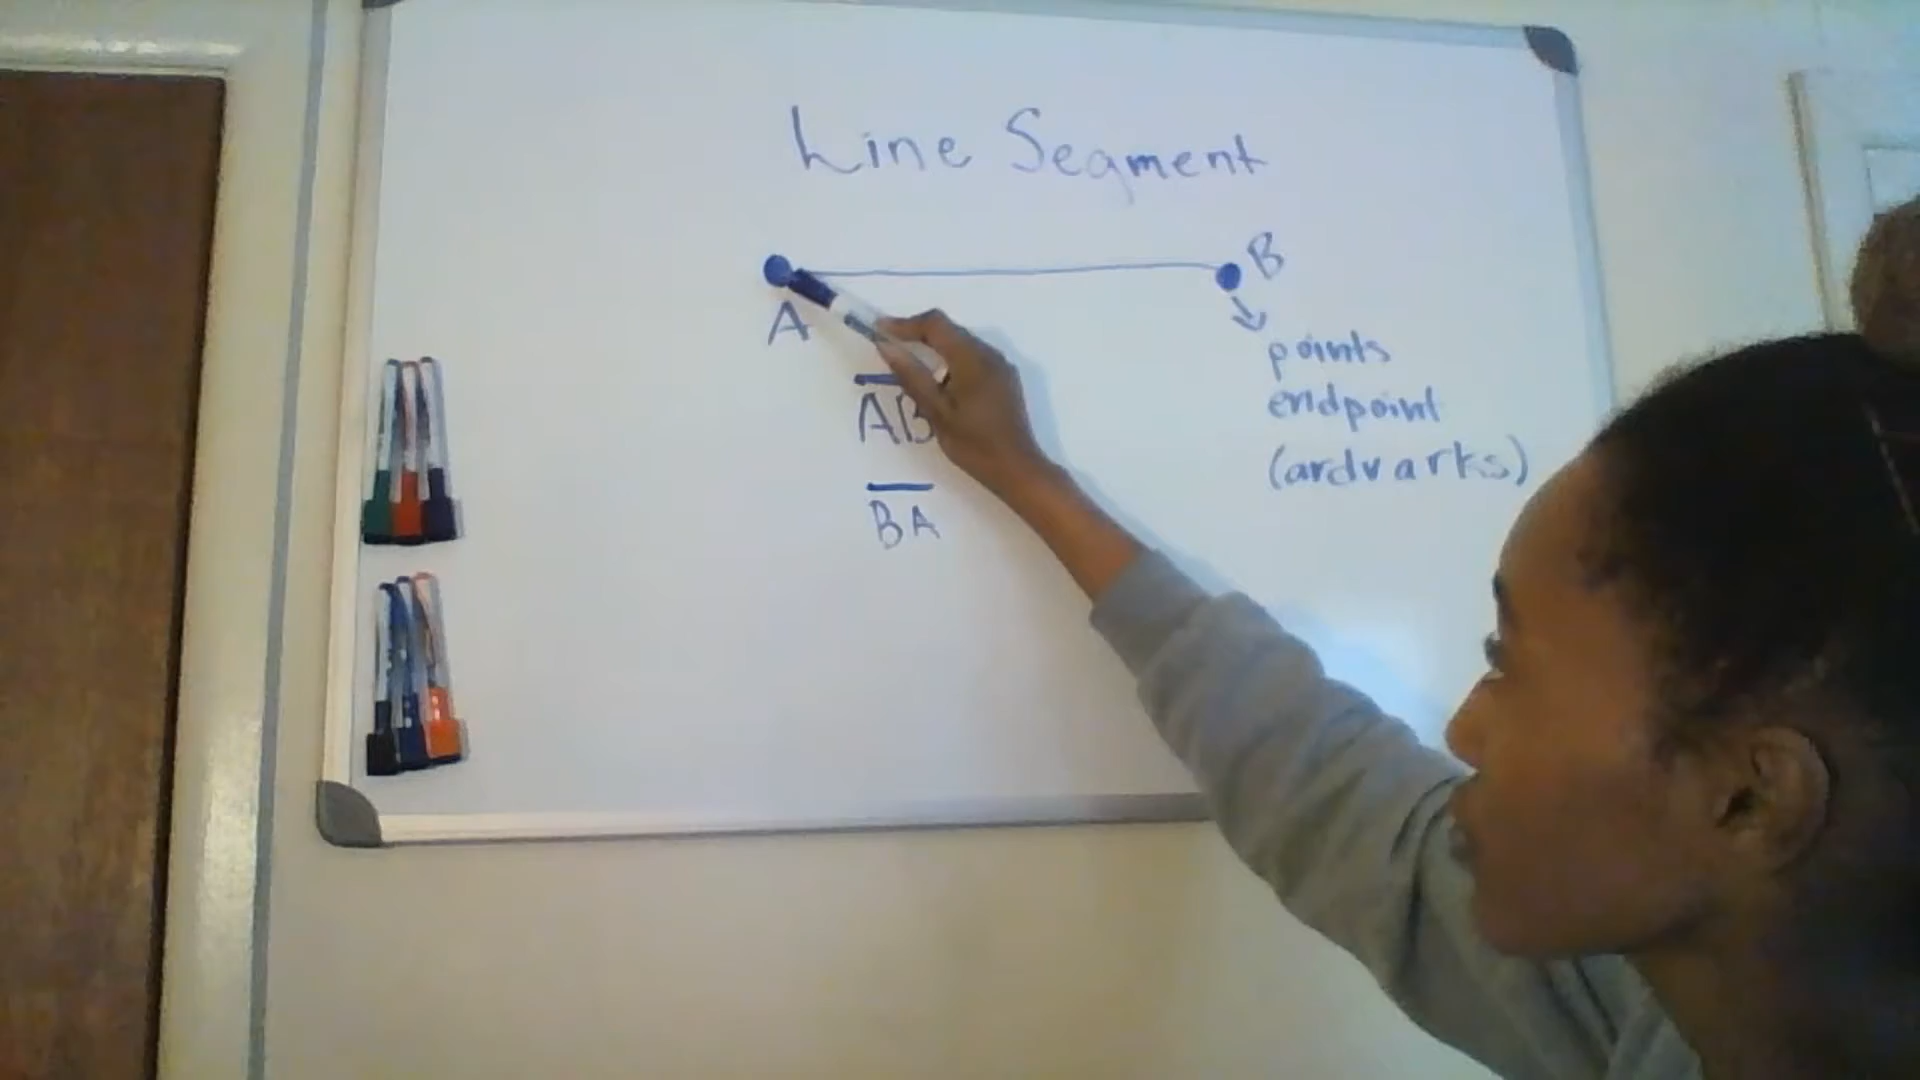 Line Segment
B
A
points
endpoint
(ardvarks)
AB
BA